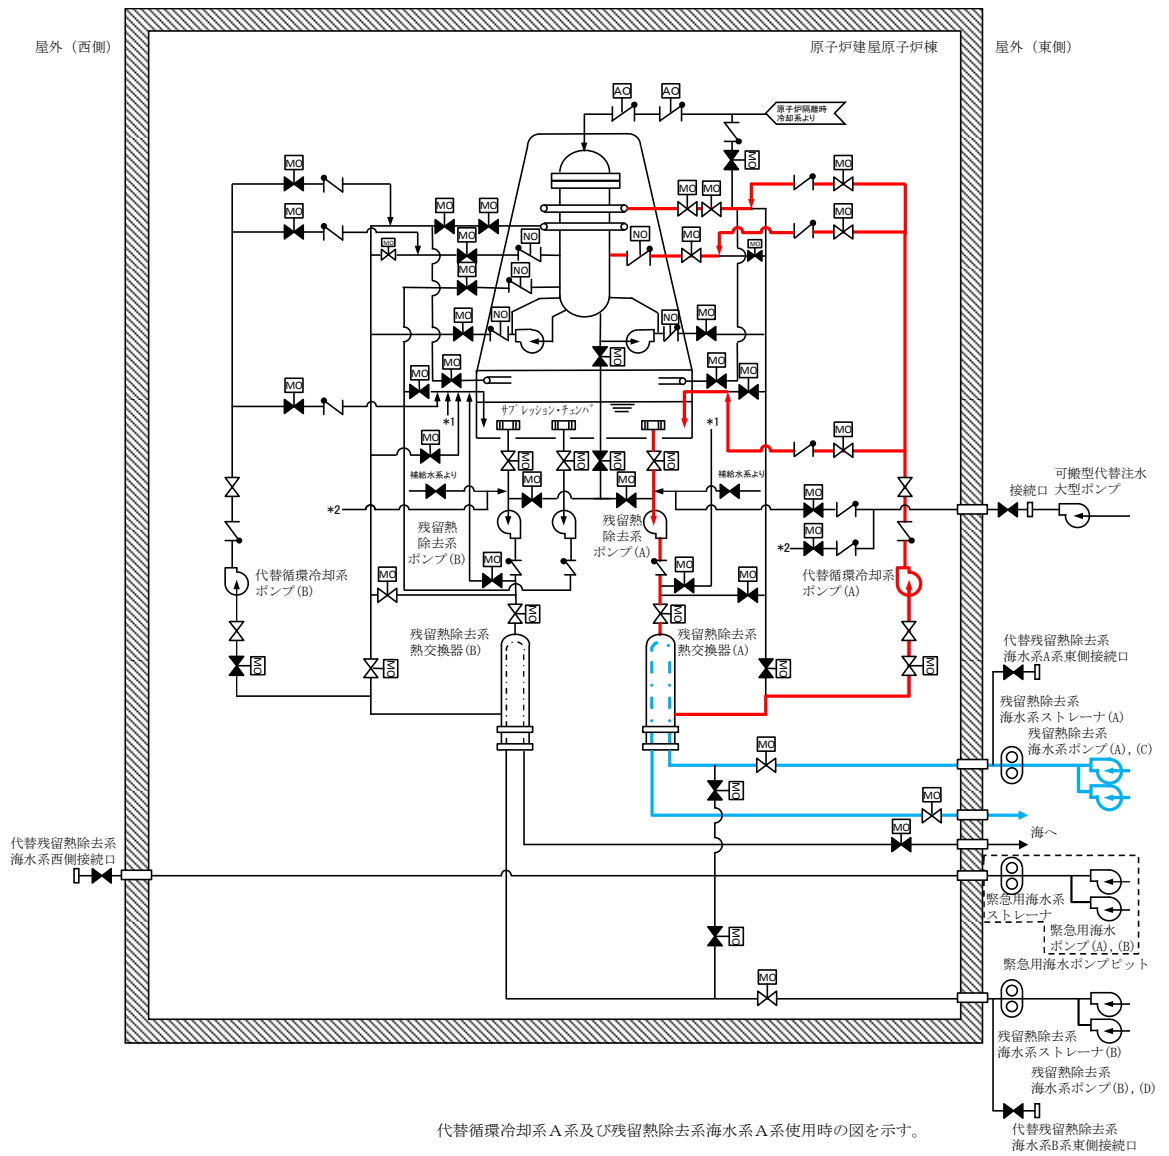 屋外（西側）
原子炉建屋原子炉棟
屋外（東側）
AO
AO
原子炉隔離時
冷却系より
MO
MO
MO
MO
MO
MO
MO
MO
MO
MO
MO
MO
NO
NO
MO
MO
MO
NO
MO
NO
MO
NO
MO
MO
MO
MO
MO
MO
MO
サプレッション・チェンバ
*1
*1
MO
MO
MO
MO
MO
MO
補給水系より
補給水系より
MO
MO
MO
*2
接続口
可搬型代替注水
大型ポンプ
残留熱
除去系
ポンプ(B)
残留熱
除去系
ポンプ(A)
MO
*2
代替循環冷却系
ポンプ(B)
MO
MO
MO
MO
代替循環冷却系
ポンプ(A)
MO
MO
残留熱除去系
熱交換器(B)
残留熱除去系
熱交換器(A)
MO
MO
MO
MO
代替残留熱除去系
海水系A系東側接続口
残留熱除去系
海水系ストレーナ(A)
残留熱除去系
海水系ポンプ(A),(C)
MO
MO
MO
MO
海へ
代替残留熱除去系
海水系西側接続口
緊急用海水系
ストレーナ
緊急用海水
ポンプ(A),(B)
緊急用海水ポンプピット
MO
MO
残留熱除去系
海水系ストレーナ(B)
残留熱除去系
海水系ポンプ(B),(D)
代替残留熱除去系
海水系B系東側接続口
代替循環冷却系Ａ系及び残留熱除去系海水系Ａ系使用時の図を示す。